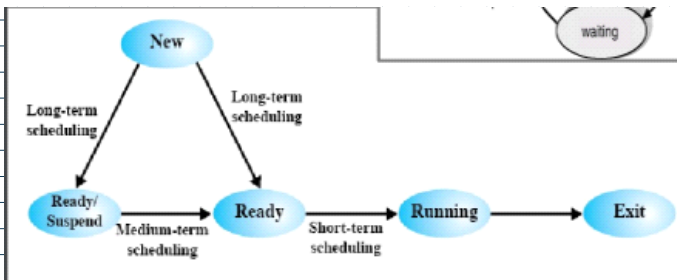 waiting
New
Long-term
scheduling
Long-term
scheduling
Ready/
Suspend
Medium-term
scheduling
Ready
Short-term
scheduling
Running
Exit